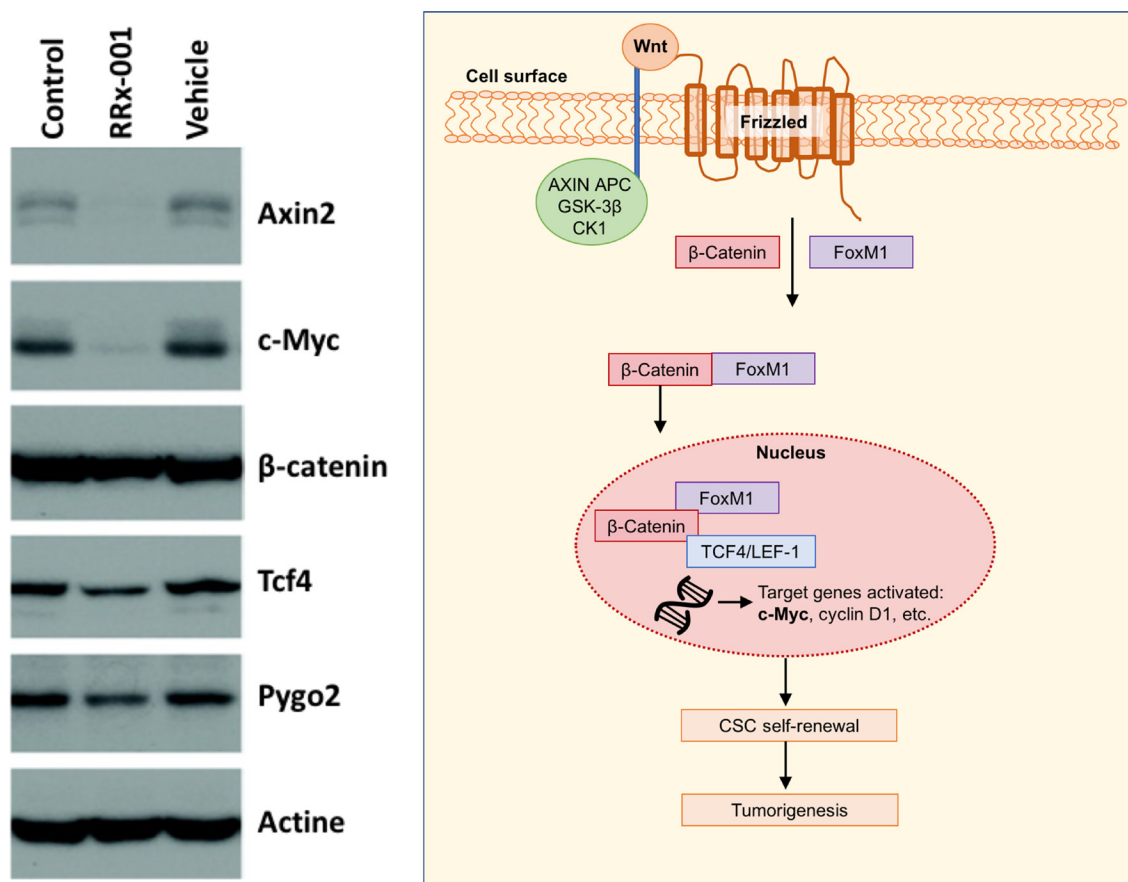 Control
RRx-001
Vehicle
Axin2
c-Myc
β-catenin
Tcf4
Pygo2
Actine
Wnt
Cell surface
Frizzled
AXIN APC
GSK-3β
CK1
β-Catenin
FoxM1
β-Catenin
FoxM1
Nucleus
FoxM1
β-Catenin
TCF4/LEF-1
Target genes activated:
c-Myc, cyclin D1, etc.
CSC self-renewal
Tumorigenesis